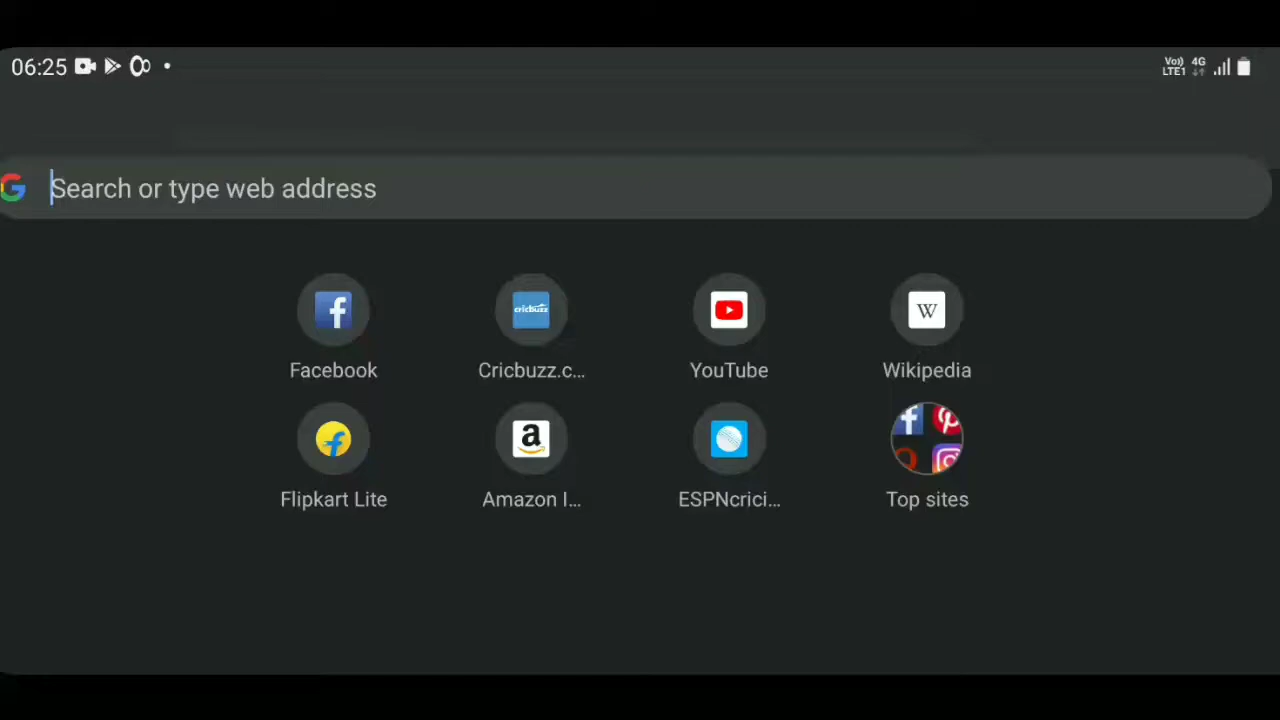 06:25
Vo)) LTE1 4G
Search or type web address
cricbuzz
W
a
Facebook
Cricbuzz.c...
YouTube
Wikipedia
Flipkart Lite
Amazon I...
ESPNcrici...
Top sites